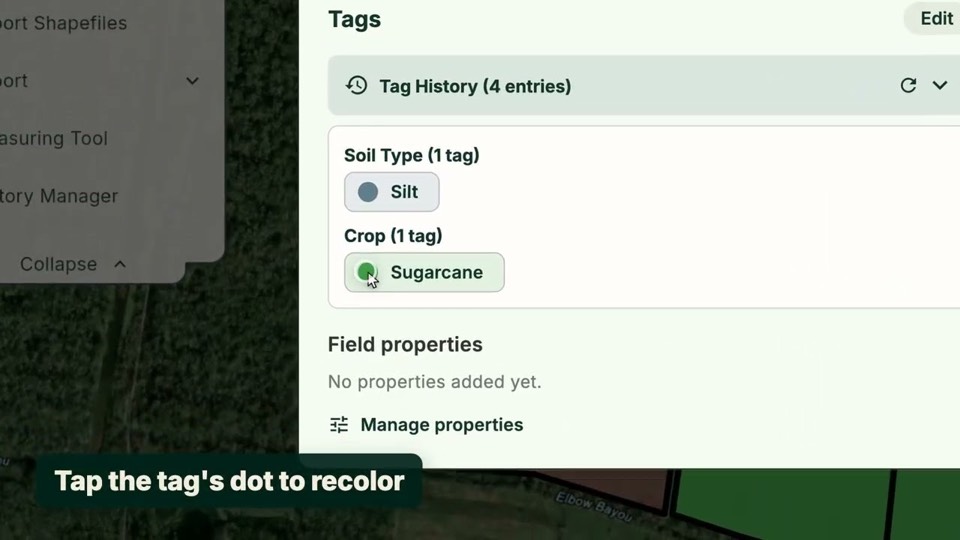 ort Shapefiles
ort
asuring Tool
tory Manager
Collapse
Tags
Edit
Tag History (4 entries)
Soil Type (1 tag)
Silt
Crop (1 tag)
Sugarcane
Field properties
No properties added yet.
Manage properties
Tap the tag's dot to recolor
Elbow Bayou